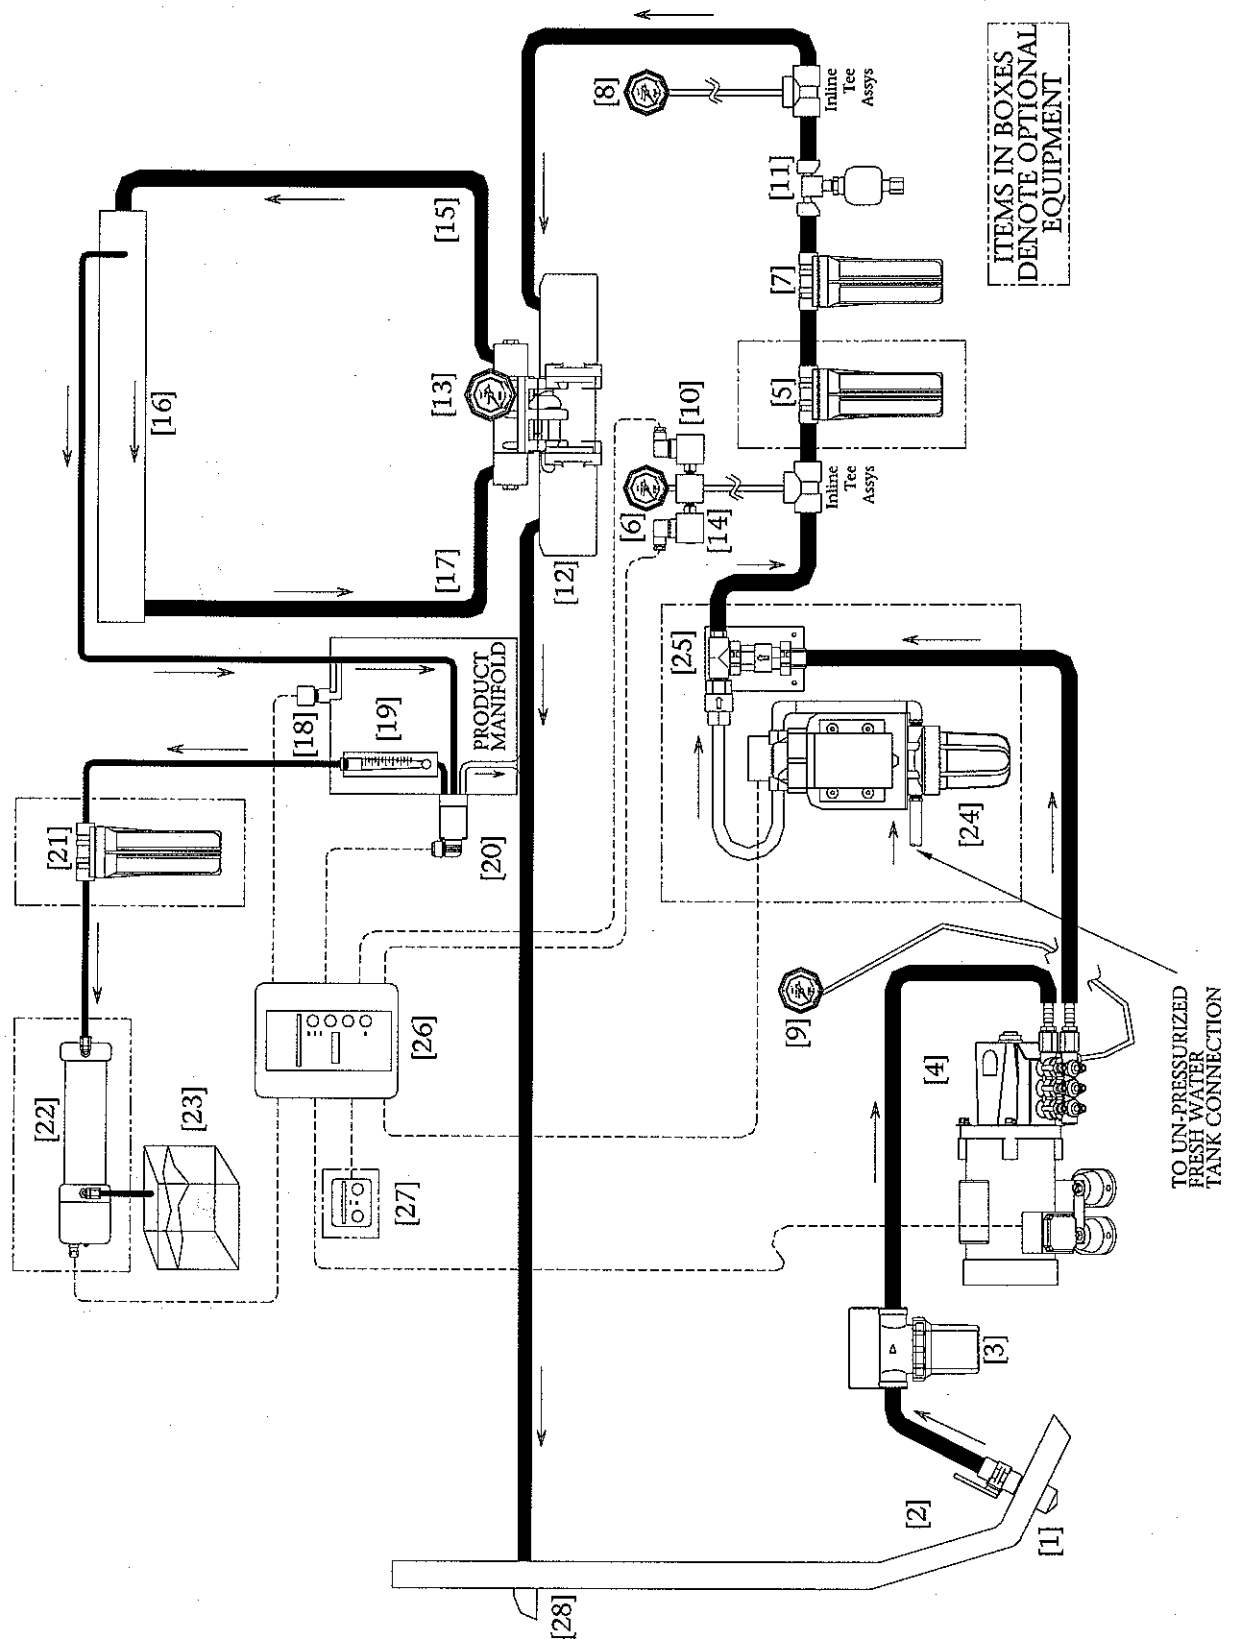 ITEMS IN BOXES
DENOTE OPTIONAL
EQUIPMENT
[8]
Inline
Tee
Assys
[11]
[7]
[5]
[15]
[16]
[13]
[10]
[6]
[14]
Inline
Tee
Assys
[17]
[12]
[25]
[18]
[19]
PRODUCT
MANIFOLD
[20]
[21]
[24]
[22]
[23]
[26]
[27]
[9]
[4]
TO UN-PRESSURIZED
FRESH WATER
TANK CONNECTION
[3]
[2]
[1]
[28]